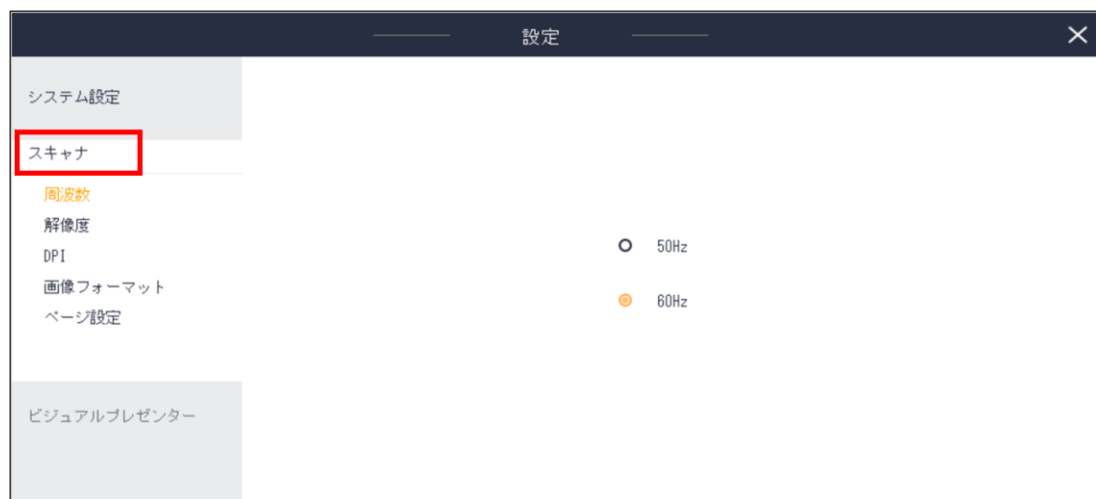 設定
システム設定
スキャナ
周波数
解像度
DPI
画像フォーマット
ページ設定
ビジュアルプレゼンター
50Hz
60Hz